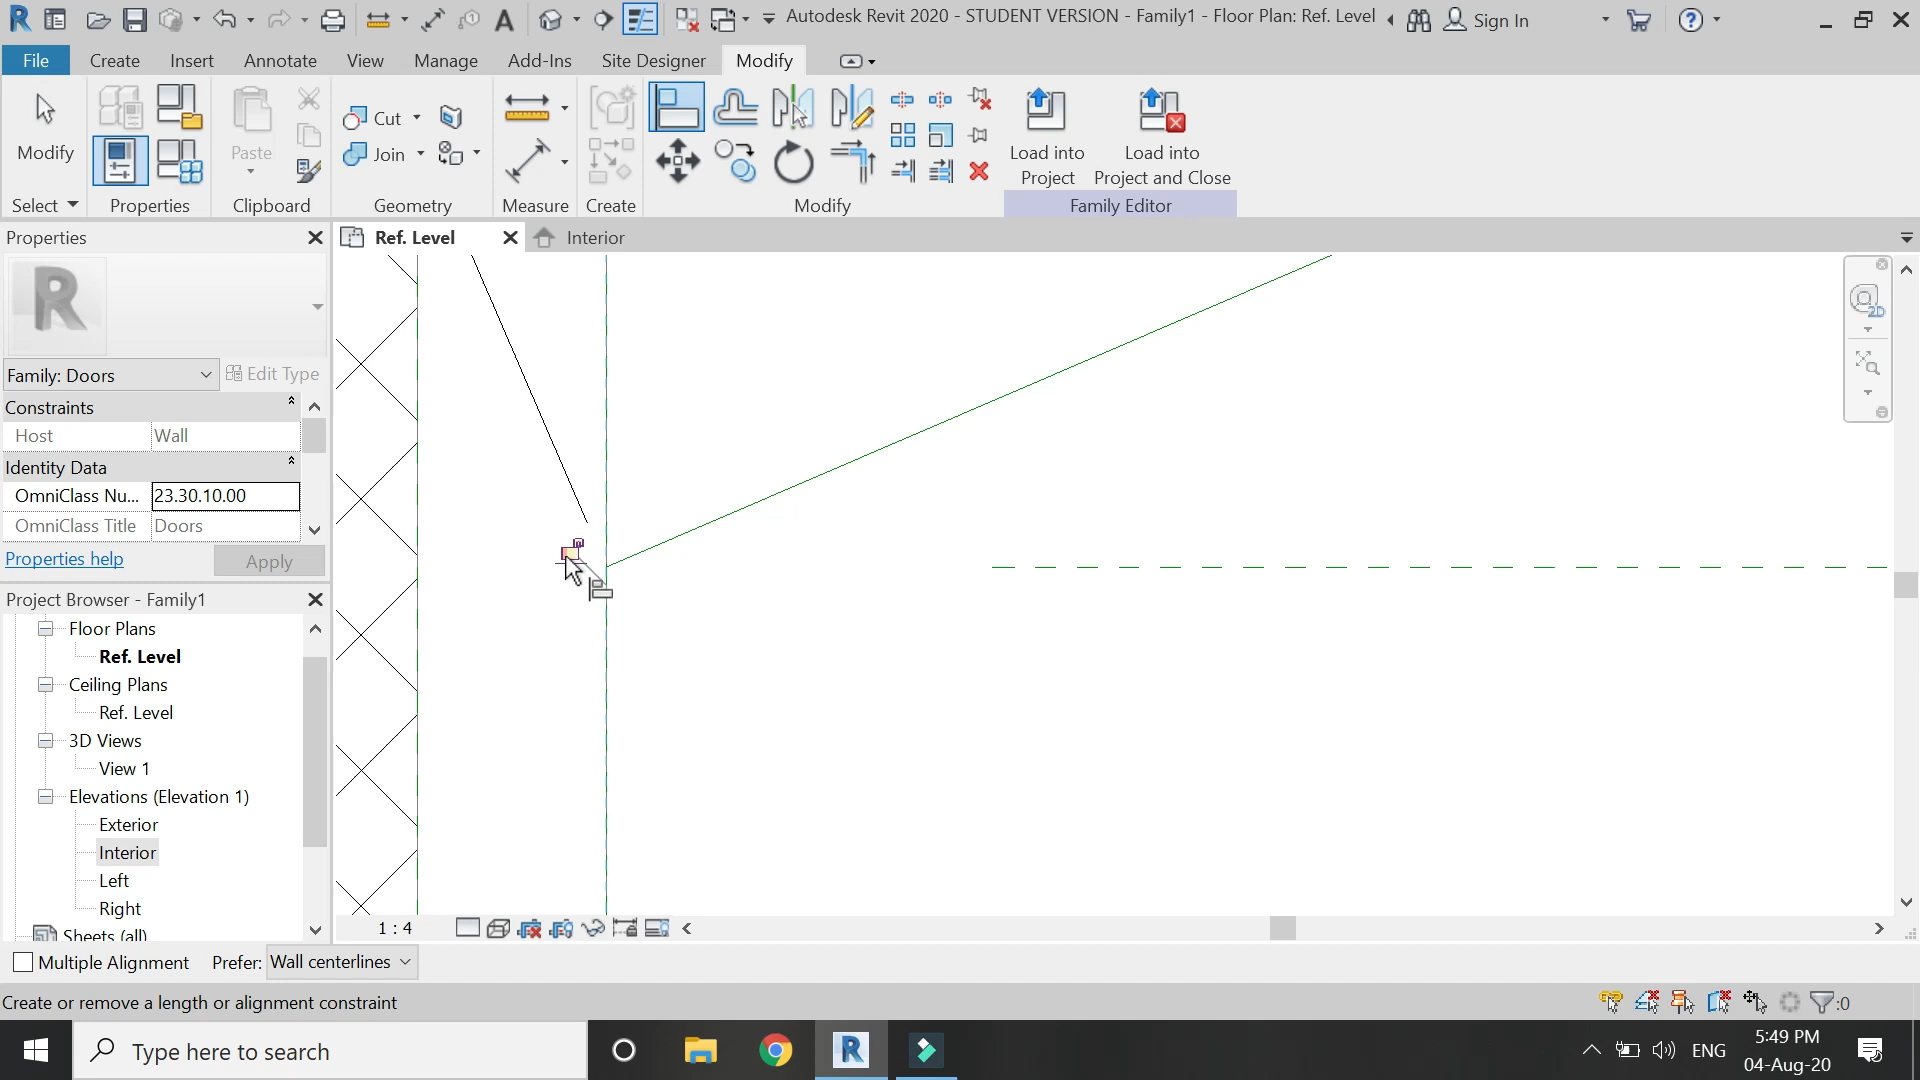 Autodesk Revit 2020 - STUDENT VERSION - Family1 - Floor Plan: Ref. Level
Sign In
File
Create
Insert
Annotate
View
Manage
Add-Ins
Site Designer
Modify
Modify
Paste
Cut
Join
Load into
Project
Load into
Project and Close
Select
Properties
Clipboard
Geometry
Measure
Create
Modify
Family Editor
Properties
Ref. Level
Interior
R
2D
Family: Doors
Edit Type
Constraints
Host
Wall
Identity Data
OmniClass Nu...
23.30.10.00
OmniClass Title
Doors
Properties help
Apply
Project Browser - Family1
Floor Plans
Ref. Level
Ceiling Plans
Ref. Level
3D Views
View 1
Elevations (Elevation 1)
Exterior
Interior
Left
Right
Sheets (all)
1 : 4
Multiple Alignment
Prefer:
Wall centerlines
Create or remove a length or alignment constraint
:0
Type here to search
ENG
5:49 PM
04-Aug-20